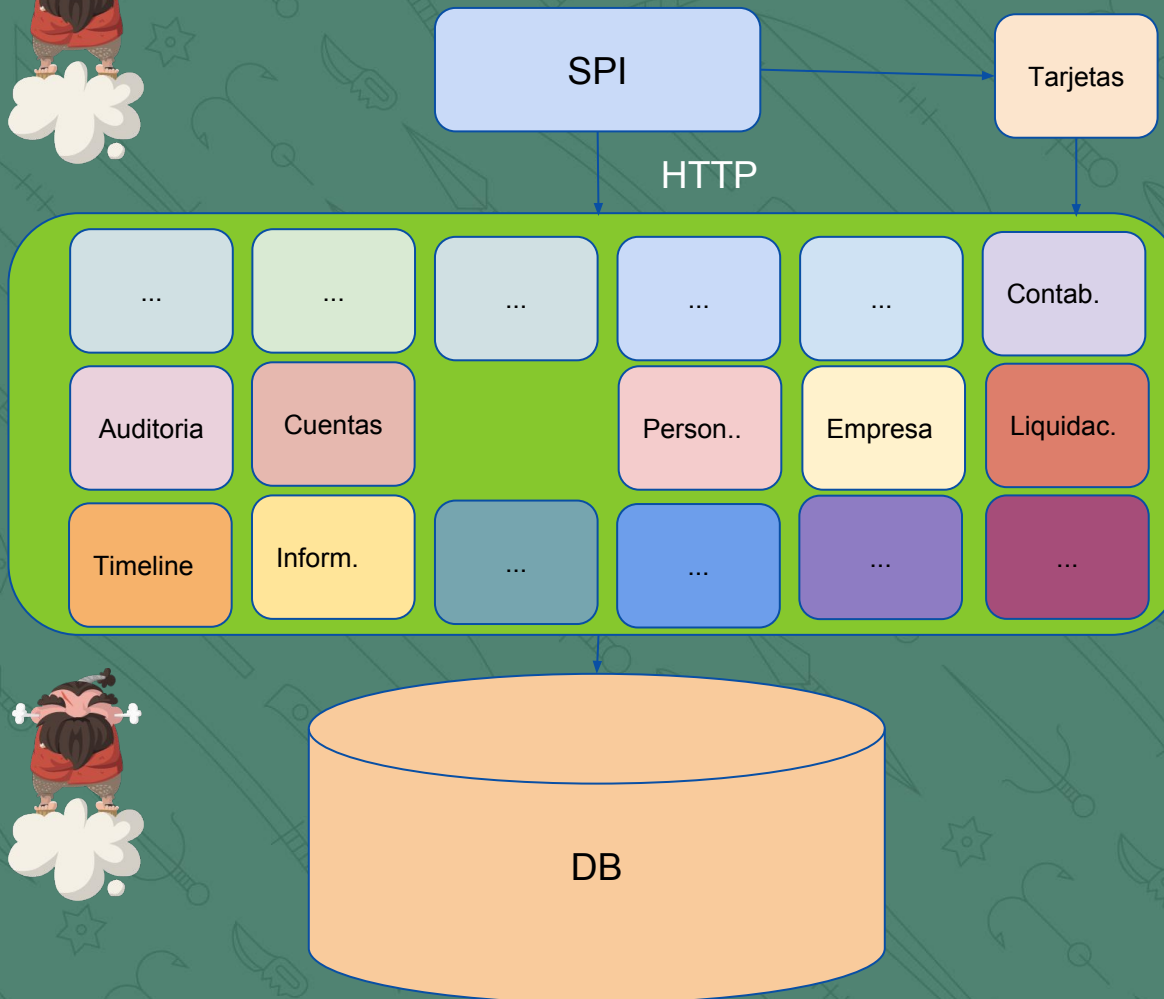 SPI
Tarjetas
HTTP
...
...
...
...
...
Contab.
Auditoria
Cuentas
Person..
Empresa
Liquidac.
Timeline
Inform.
...
...
...
...
DB